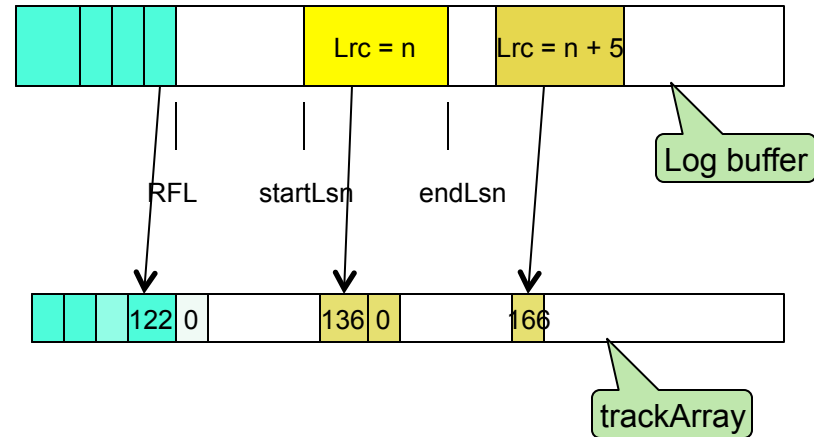 Lrc = n
Lrc = n + 5
Log buffer
RFL
startLsn
endLsn
122
0
136
0
166
trackArray